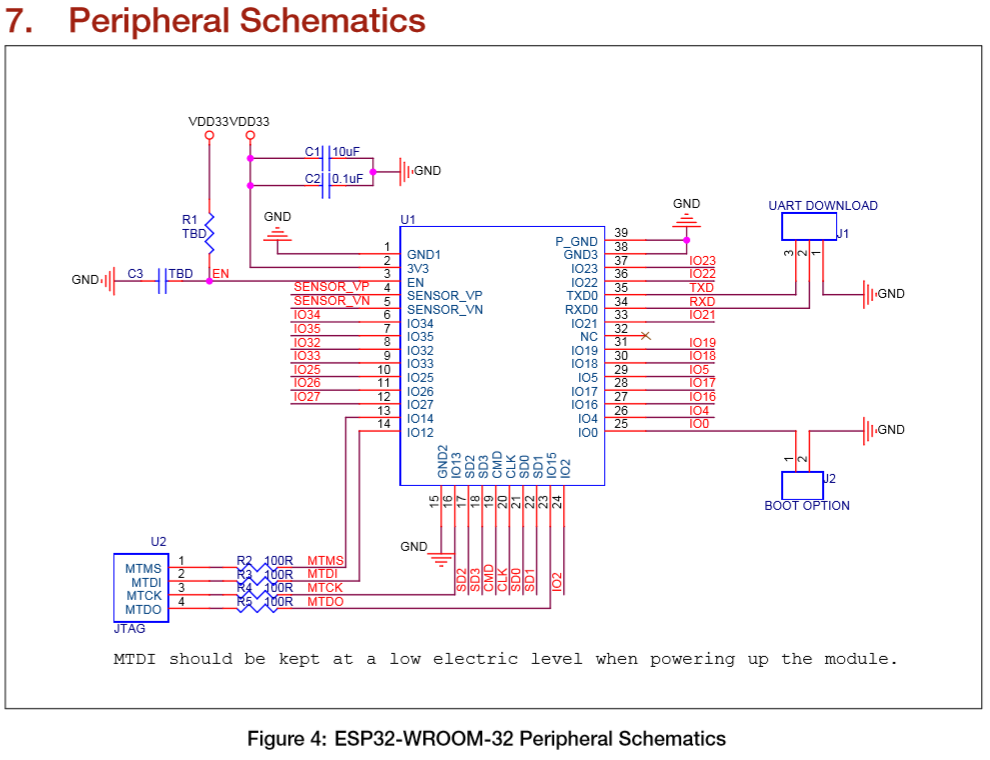 7. Peripheral Schematics
VDD33 VDD33
C1 10uF
GND
C2 0.1uF
R1
TBD
GND
GND C3 TBD EN
U1
1 GND1
2 3V3
3 EN
SENSOR_VP 4 SENSOR_VP
SENSOR_VN 5 SENSOR_VN
IO34 6 IO34
IO35 7 IO35
IO32 8 IO32
IO33 9 IO33
IO25 10 IO25
IO26 11 IO26
IO27 12 IO27
13 IO14
14 IO12
GND
P_GND 39
GND3 38
IO23 37 IO23
IO22 36 IO22
TXD0 35 TXD
RXD0 34 RXD
IO21 33 IO21
NC 32
IO19 31 IO19
IO18 30 IO18
IO5 29 IO5
IO17 28 IO17
IO16 27 IO16
IO4 26 IO4
IO0 25 IO0
UART DOWNLOAD
J1
3 2 1
GND
GND
1 2
J2
BOOT OPTION
GND2 IO13 SD2 SD3 CMD CLK SD0 SD1 IO15 IO2
15 16 17 18 19 20 21 22 23 24
GND
SD2 SD3 CMD CLK SD0 SD1 IO2
U2
MTMS 1 R2 100R MTMS
MTDI 2 R3 100R MTDI
MTCK 3 R4 100R MTCK
MTDO 4 R5 100R MTDO
JTAG
MTDI should be kept at a low electric level when powering up the module.
Figure 4: ESP32-WROOM-32 Peripheral Schematics